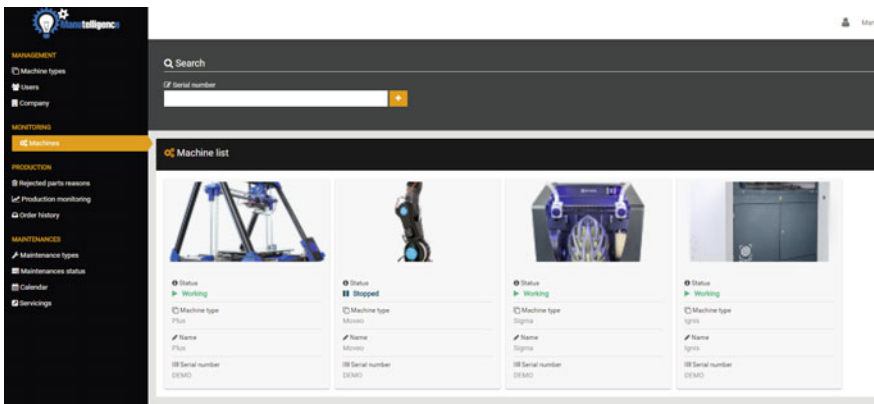 Manutelligence
Man
MANAGEMENT
Machine types
Users
Company
MONITORING
Machines
PRODUCTION
Rejected parts reasons
Production monitoring
Order history
MAINTENANCES
Maintenance types
Maintenances status
Calendar
Servicings
Search
Serial number
+
Machine list
Status
Working
Machine type
Plus
Name
Plus
Serial number
DEMO
Status
Stopped
Machine type
Moveo
Name
Moveo
Serial number
DEMO
Status
Working
Machine type
Sigma
Name
Sigma
Serial number
DEMO
Status
Working
Machine type
Ignis
Name
Ignis
Serial number
DEMO